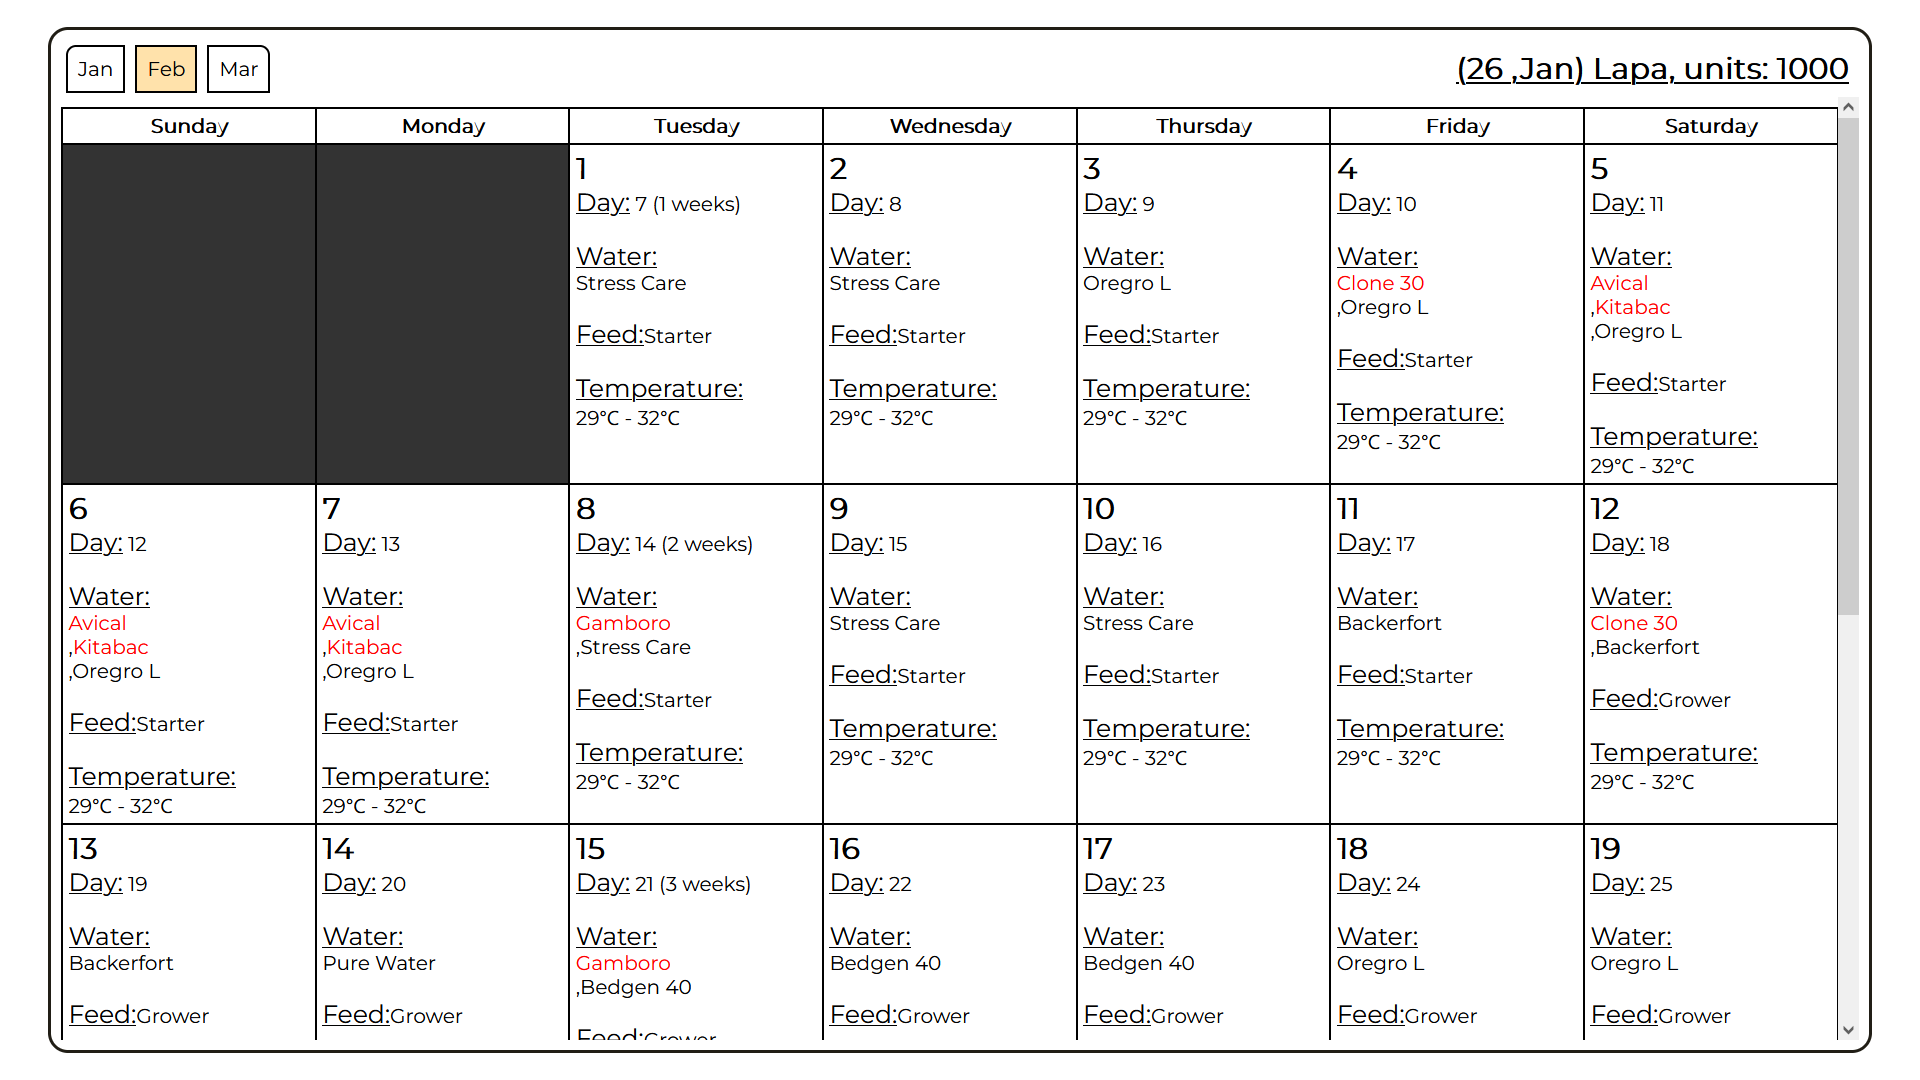 Jan Feb Mar
(26 ,Jan) Lapa, units: 1000
Sunday Monday Tuesday Wednesday Thursday Friday Saturday
1
Day: 7 (1 weeks)
Water:
Stress Care
Feed:Starter
Temperature:
29°C - 32°C
2
Day: 8
Water:
Stress Care
Feed:Starter
Temperature:
29°C - 32°C
3
Day: 9
Water:
Oregro L
Feed:Starter
Temperature:
29°C - 32°C
4
Day: 10
Water:
Clone 30
,Oregro L
Feed:Starter
Temperature:
29°C - 32°C
5
Day: 11
Water:
Avical
,Kitabac
,Oregro L
Feed:Starter
Temperature:
29°C - 32°C
6
Day: 12
Water:
Avical
,Kitabac
,Oregro L
Feed:Starter
Temperature:
29°C - 32°C
7
Day: 13
Water:
Avical
,Kitabac
,Oregro L
Feed:Starter
Temperature:
29°C - 32°C
8
Day: 14 (2 weeks)
Water:
Gamboro
,Stress Care
Feed:Starter
Temperature:
29°C - 32°C
9
Day: 15
Water:
Stress Care
Feed:Starter
Temperature:
29°C - 32°C
10
Day: 16
Water:
Stress Care
Feed:Starter
Temperature:
29°C - 32°C
11
Day: 17
Water:
Backerfort
Feed:Starter
Temperature:
29°C - 32°C
12
Day: 18
Water:
Clone 30
,Backerfort
Feed:Grower
Temperature:
29°C - 32°C
13
Day: 19
Water:
Backerfort
Feed:Grower
14
Day: 20
Water:
Pure Water
Feed:Grower
15
Day: 21 (3 weeks)
Water:
Gamboro
,Bedgen 40
Feed:Grower
16
Day: 22
Water:
Bedgen 40
Feed:Grower
17
Day: 23
Water:
Bedgen 40
Feed:Grower
18
Day: 24
Water:
Oregro L
Feed:Grower
19
Day: 25
Water:
Oregro L
Feed:Grower